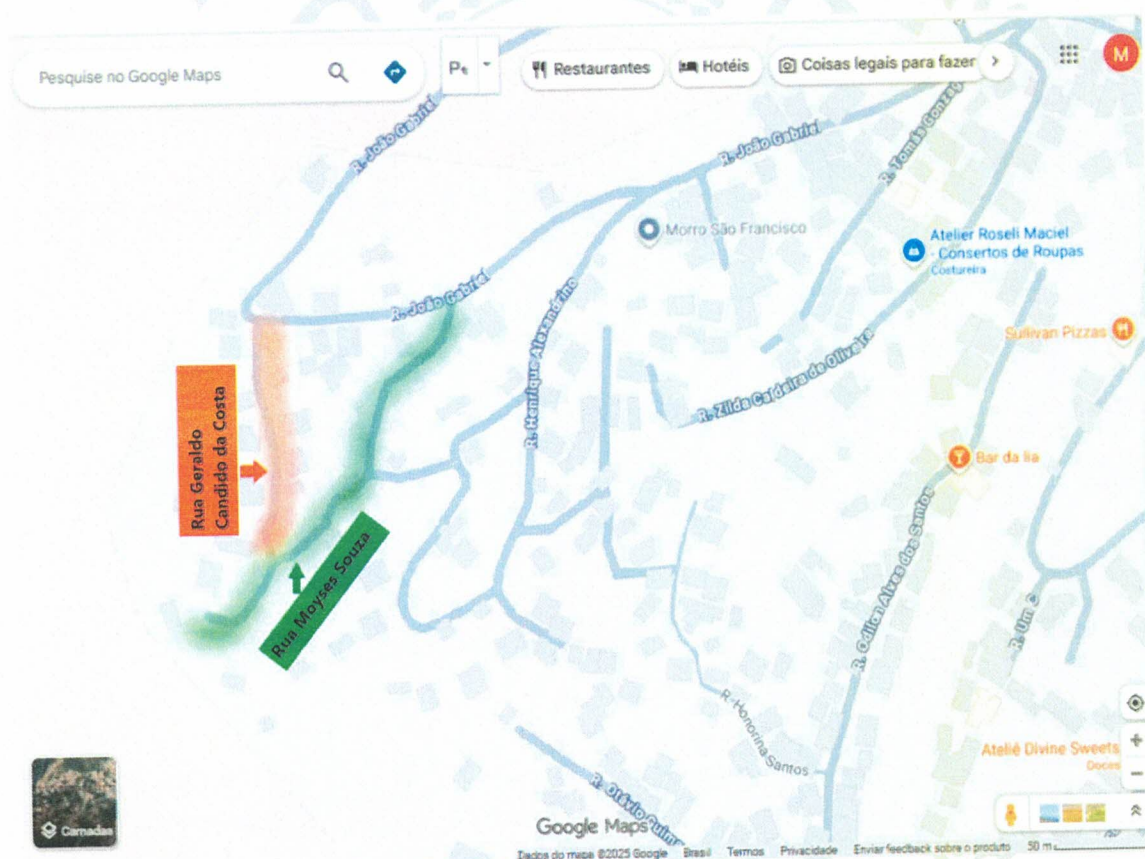 Pesquise no Google Maps
Restaurantes
Hotéis
Coisas legais para fazer
M
R. João Gabriel
R. João Gabriel
R. Tomás Gonzag
Morro São Francisco
Atelier Roseli Maciel
- Consertos de Roupas
Costureira
R. João Gabriel
R. Henrique Alexandrino
Sullivan Pizzas
R. Zilda Caldeira de Oliveira
Rua Geraldo
Candido da Costa
Bar da lia
Rua Moyses Souza
R. Odilon Alves dos Santos
R. Um
R. Honorina Santos
Ateliê Divine Sweets
Doces
R. Otávio Guima
Camadas
Google Maps
Dados do mapa ©2025 Google Brasil Termos Privacidade Enviar feedback sobre o produto 50 m